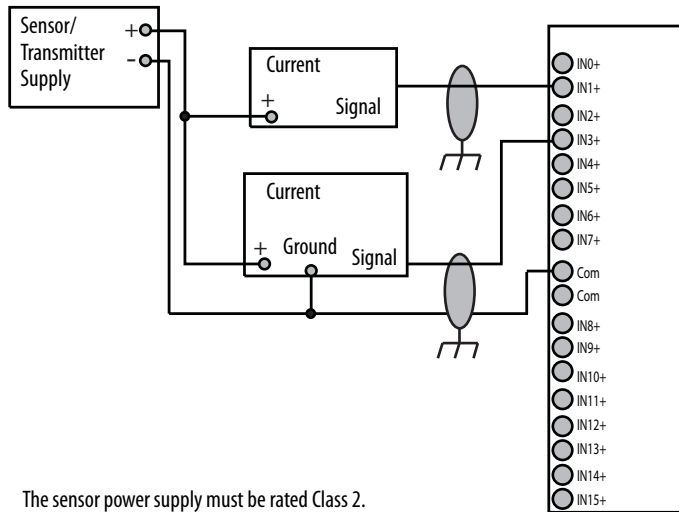 Sensor/
Transmitter
Supply
+
-
Current
+
Signal
Current
+
Ground
Signal
IN0+
IN1+
IN2+
IN3+
IN4+
IN5+
IN6+
IN7+
Com
Com
IN8+
IN9+
IN10+
IN11+
IN12+
IN13+
IN14+
IN15+
The sensor power supply must be rated Class 2.